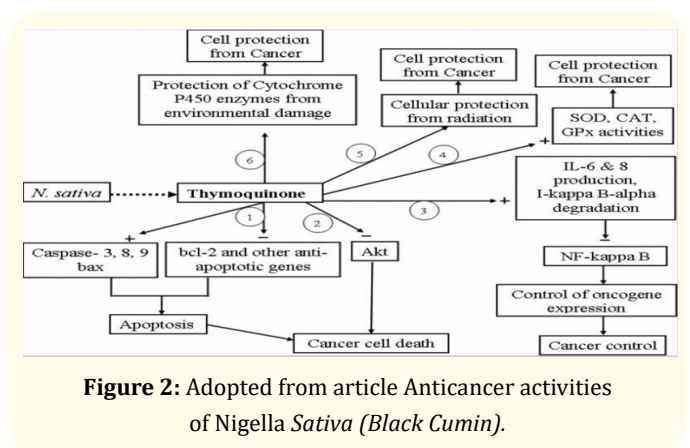 Cell protection
from Cancer
Protection of Cytochrome
P450 enzymes from
environmental damage
Cell protection
from Cancer
Cellular protection
from radiation
Cell protection
from Cancer
SOD, CAT,
GPx activities
6
5
4
+
N. sativa
Thymoquinone
3
+
IL-6 & 8
production,
I-kappa B-alpha
degradation
1
2
+
–
–
–
Caspase- 3, 8, 9
bax
bcl-2 and other anti-
apoptotic genes
Akt
NF-kappa B
Control of oncogene
expression
Apoptosis
Cancer cell death
Cancer control
Figure 2: Adopted from article Anticancer activities
of Nigella Sativa (Black Cumin).